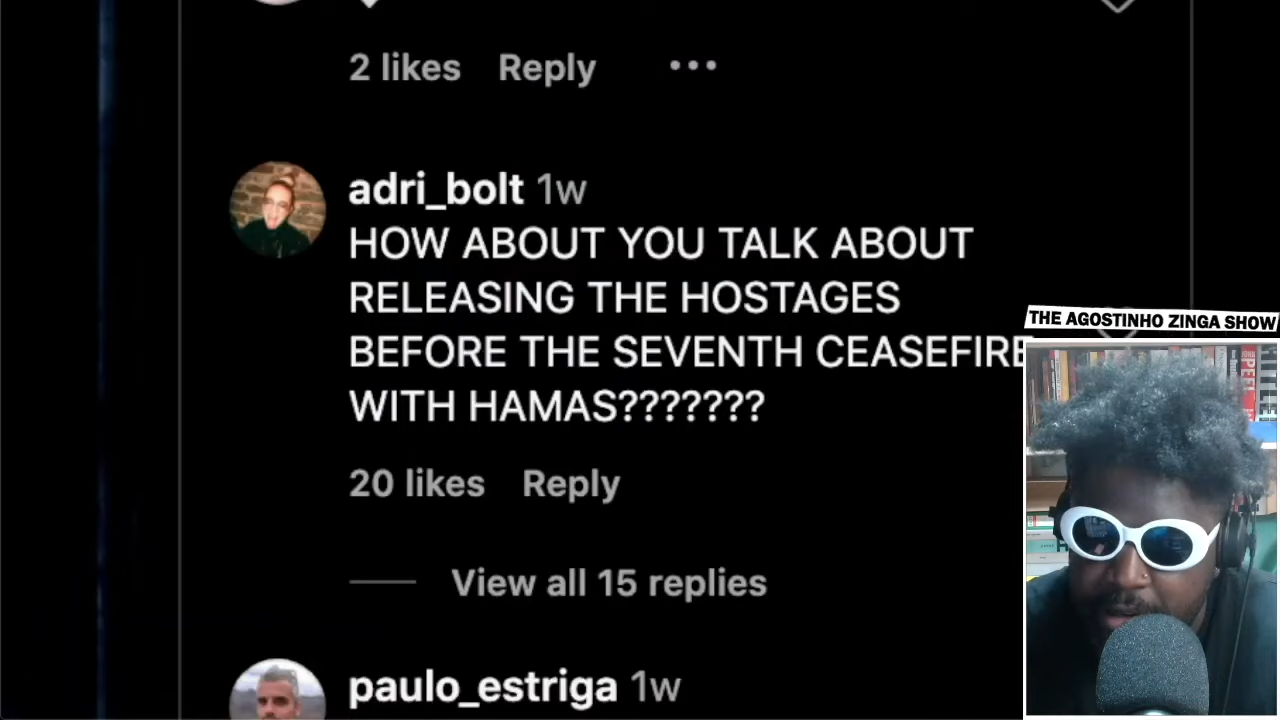 2 likes Reply •••
adri_bolt 1w
HOW ABOUT YOU TALK ABOUT
RELEASING THE HOSTAGES
BEFORE THE SEVENTH CEASEFIRE
WITH HAMAS???????
20 likes Reply
View all 15 replies
THE AGOSTINHO ZINGA SHOW
paulo_estriga 1w